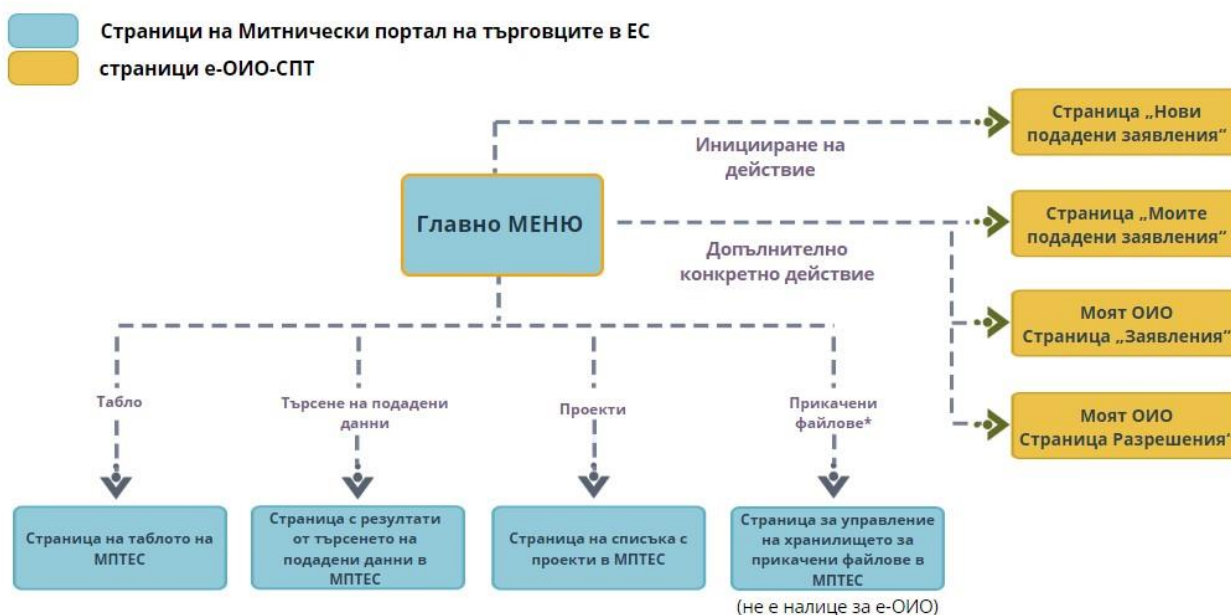 Страници на Митнически портал на търговците в ЕС
страници е-ОИО-СПТ
Страница „Нови
подадени заявления“
Иницииране на
действие
Главно МЕНЮ
Страница „Моите
подадени заявления“
Допълнително
конкретно действие
Моят ОИО
Страница „Заявления“
Моят ОИО
Страница Разрешения“
Табло
Търсене на подадени
данни
Проекти
Прикачени
файлове*
Страница на таблото на
МПТЕС
Страница с резултати
от търсенето на
подадени данни в
МПТЕС
Страница на списъка с
проекти в МПТЕС
Страница за управление
на хранилището за
прикачени файлове в
МПТЕС
(не е налице за е-ОИО)